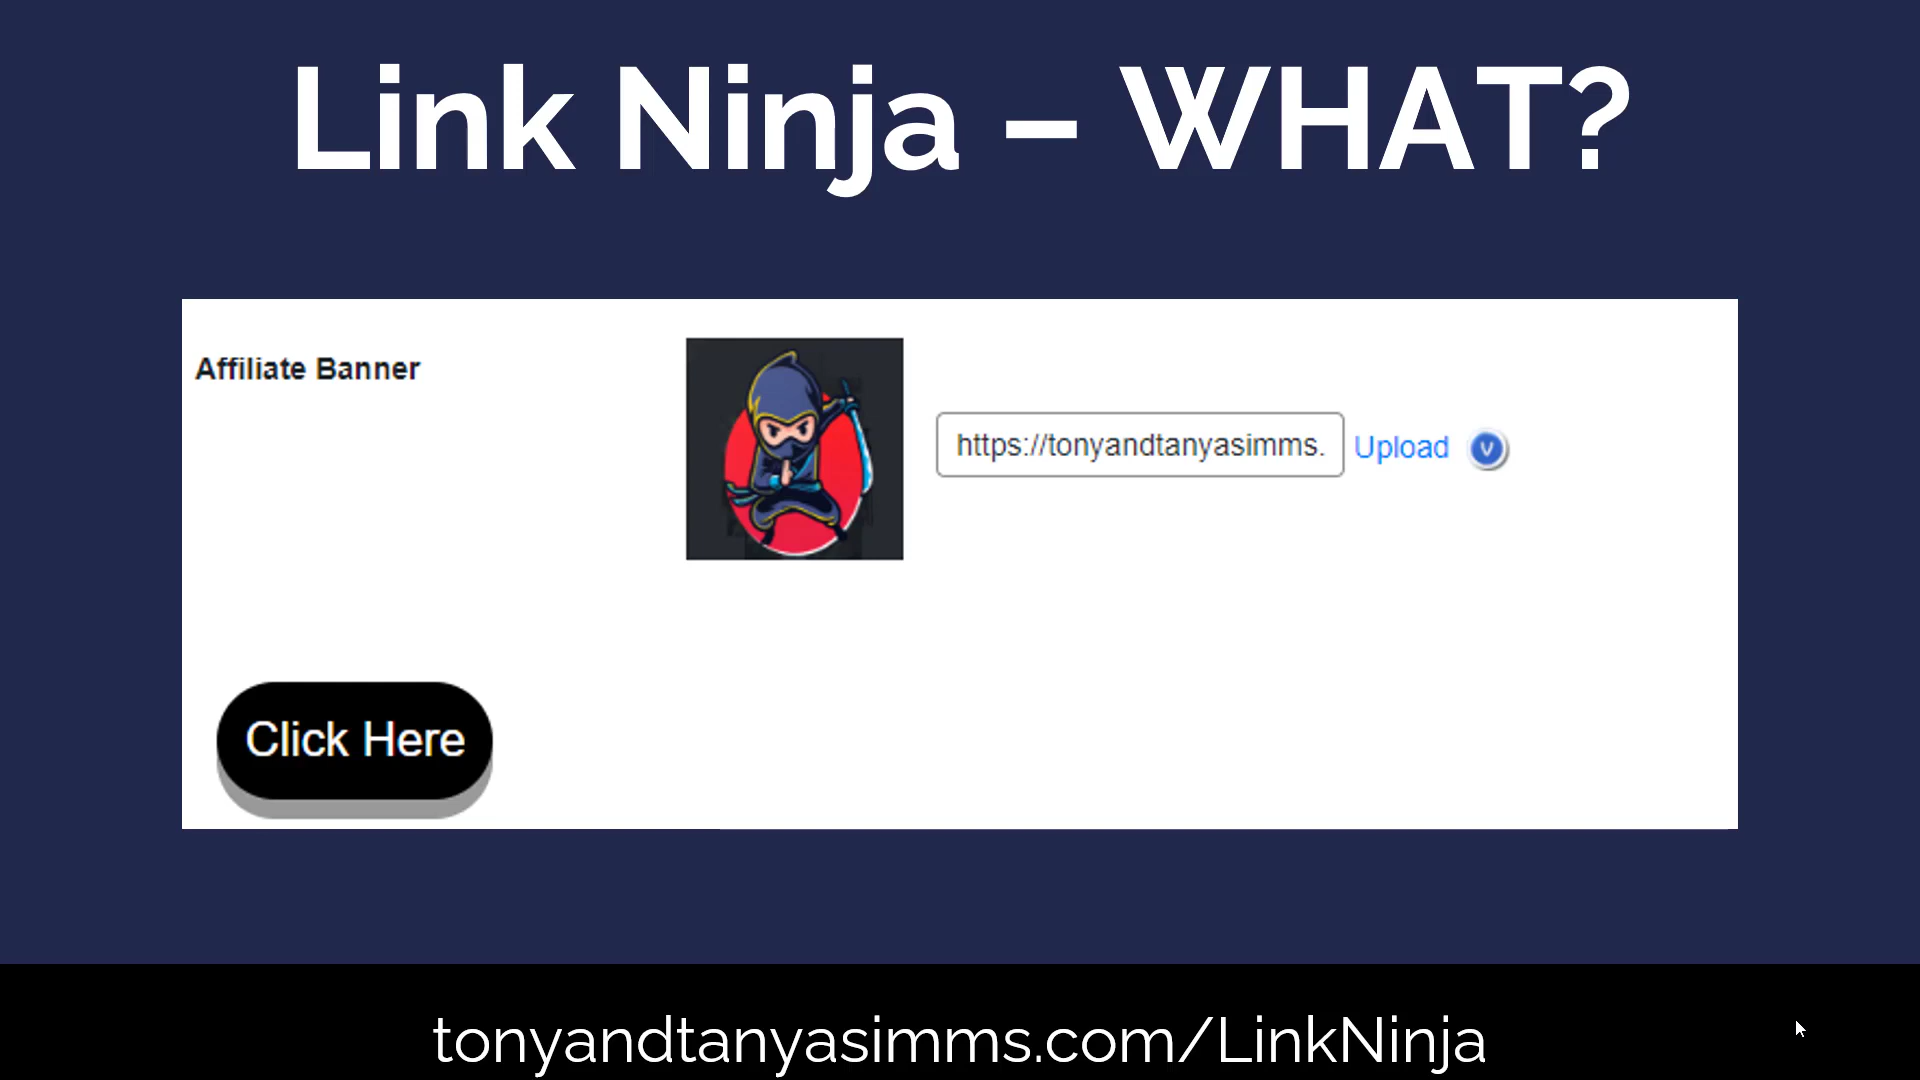 Link Ninja – WHAT?
Affiliate Banner
https://tonyandtanyasimms.
Upload
V
Click Here
tonyandtanyasimms.com/LinkNinja